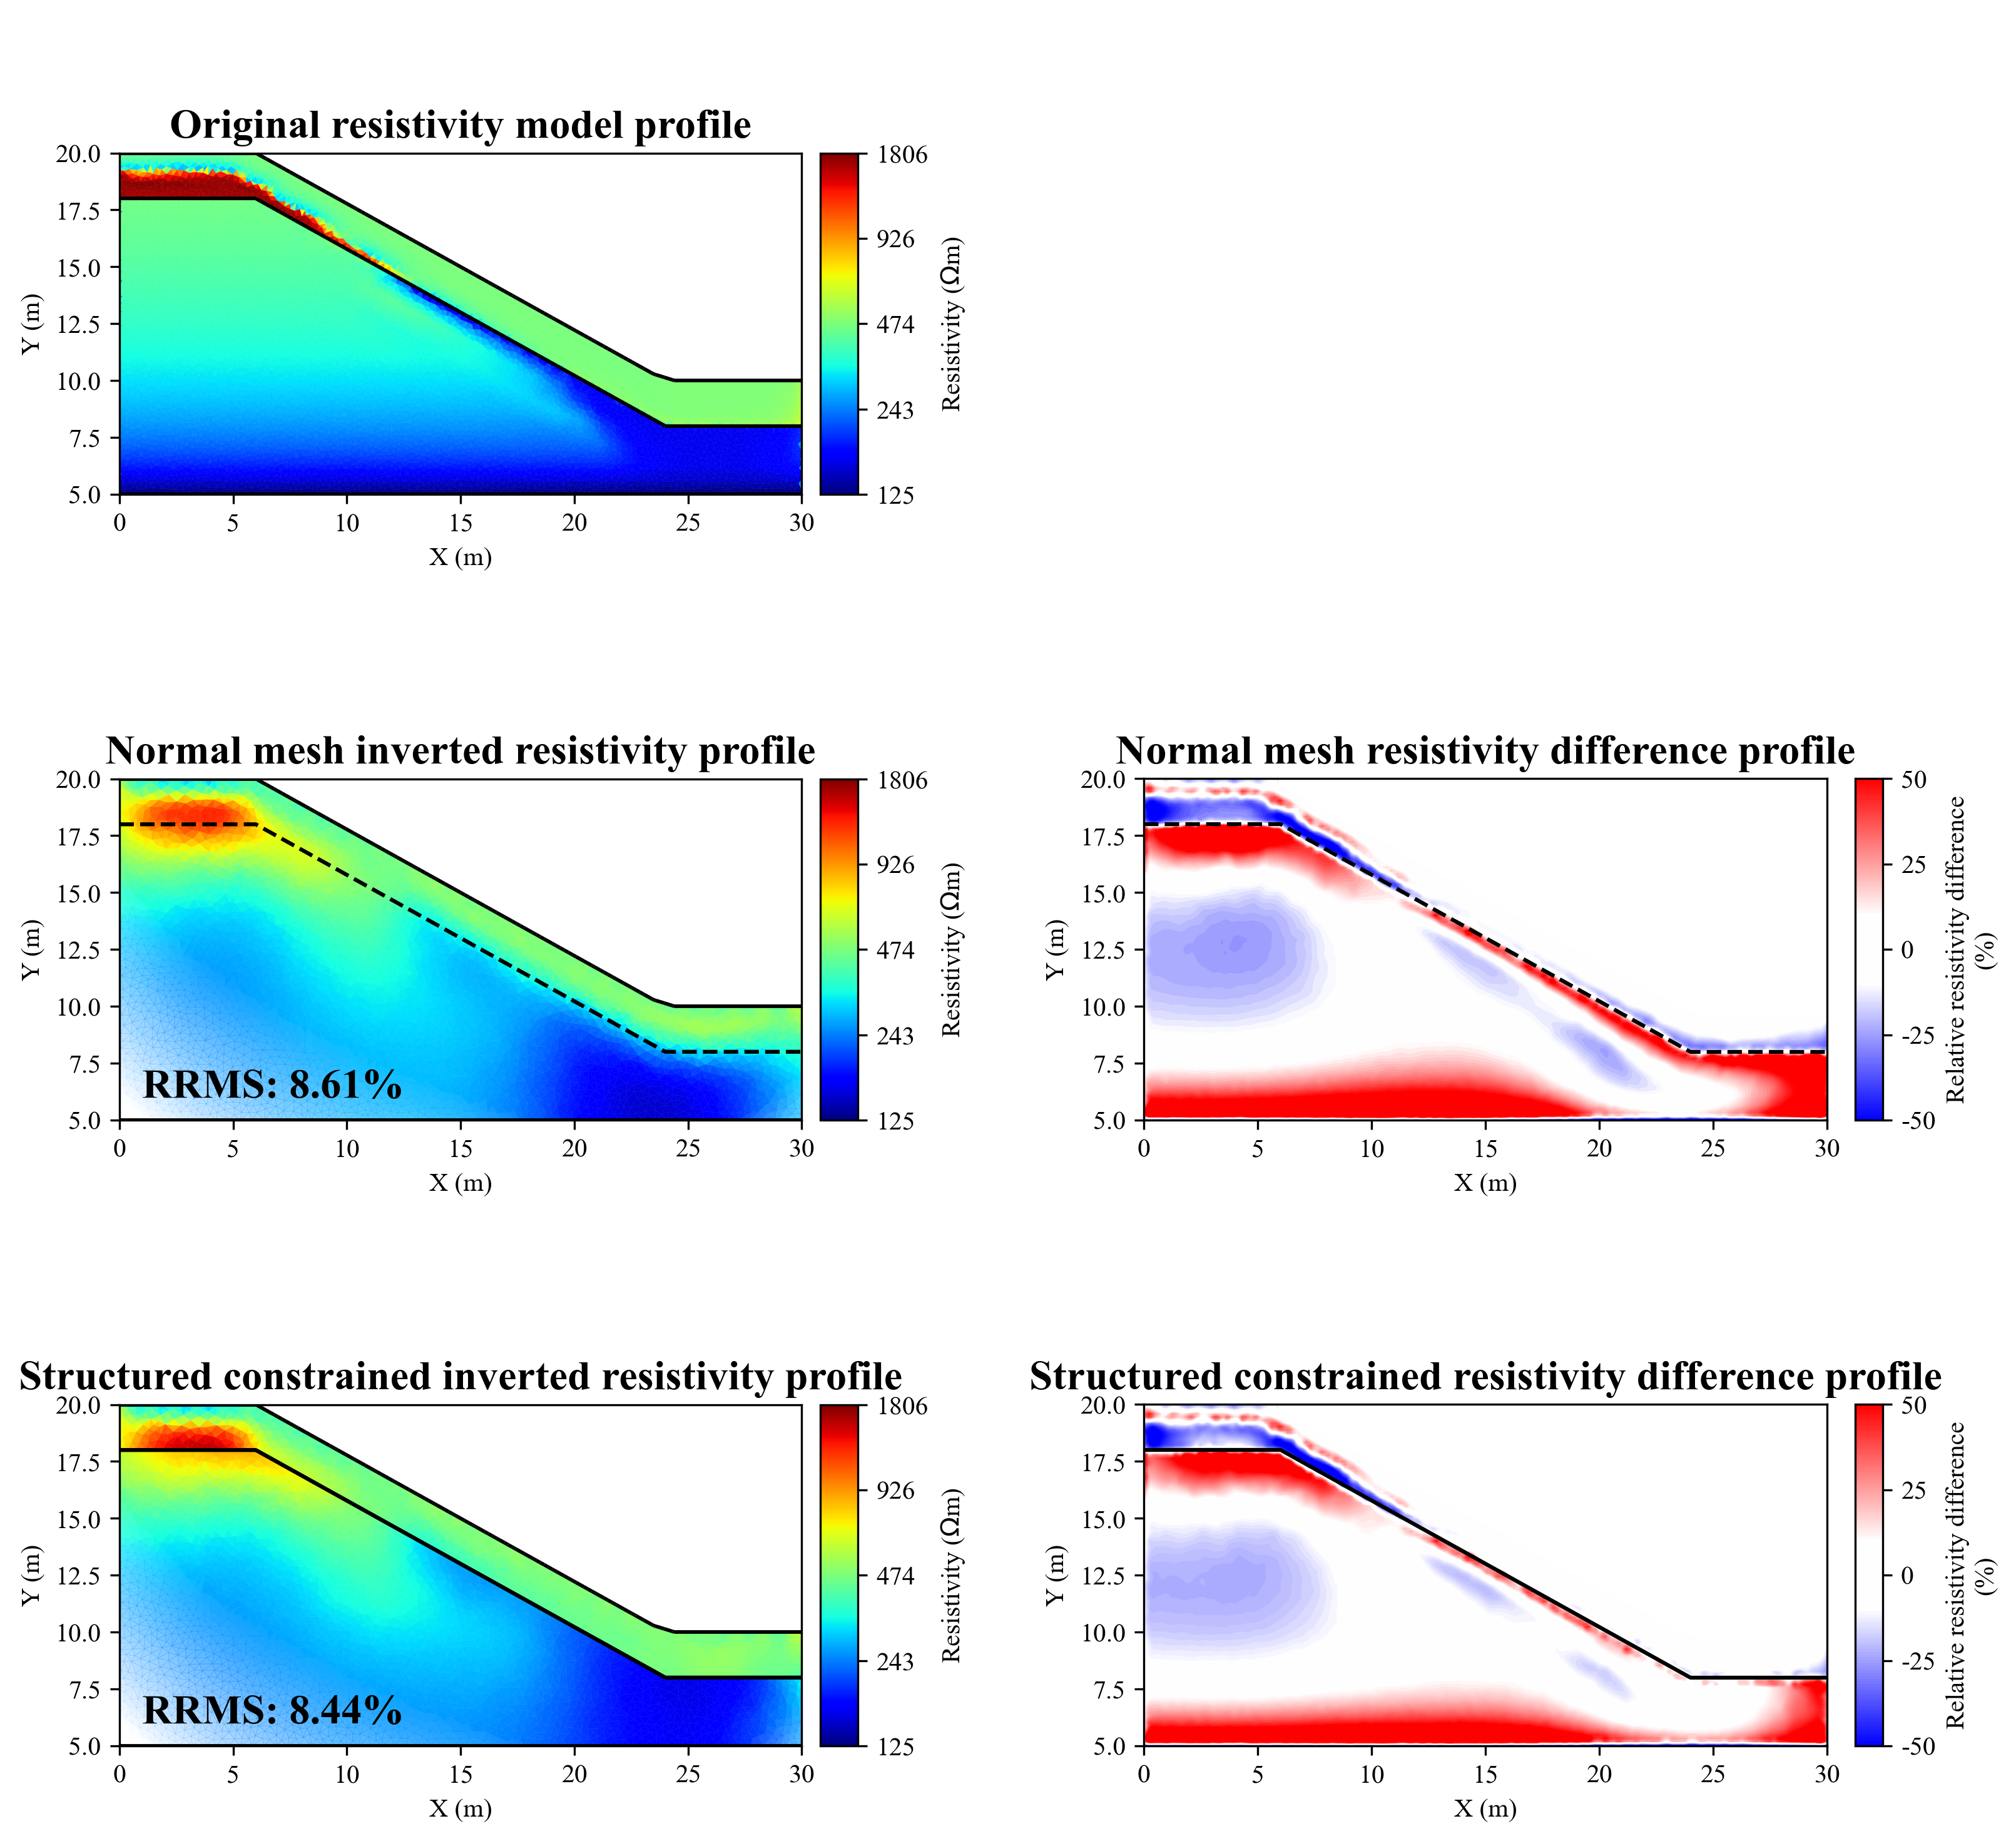 Original resistivity model profile
20.0
17.5
15.0
12.5
10.0
7.5
5.0
Y (m)
0 5 10 15 20 25 30
X (m)
1806
926
474
243
125
Resistivity (Ωm)
Normal mesh inverted resistivity profile
20.0
17.5
15.0
12.5
10.0
7.5
5.0
Y (m)
RRMS: 8.61%
0 5 10 15 20 25 30
X (m)
1806
926
474
243
125
Resistivity (Ωm)
Normal mesh resistivity difference profile
20.0
17.5
15.0
12.5
10.0
7.5
5.0
Y (m)
0 5 10 15 20 25 30
X (m)
50
25
0
-25
-50
Relative resistivity difference
(%)
Structured constrained inverted resistivity profile
20.0
17.5
15.0
12.5
10.0
7.5
5.0
Y (m)
RRMS: 8.44%
0 5 10 15 20 25 30
X (m)
1806
926
474
243
125
Resistivity (Ωm)
Structured constrained resistivity difference profile
20.0
17.5
15.0
12.5
10.0
7.5
5.0
Y (m)
0 5 10 15 20 25 30
X (m)
50
25
0
-25
-50
Relative resistivity difference
(%)